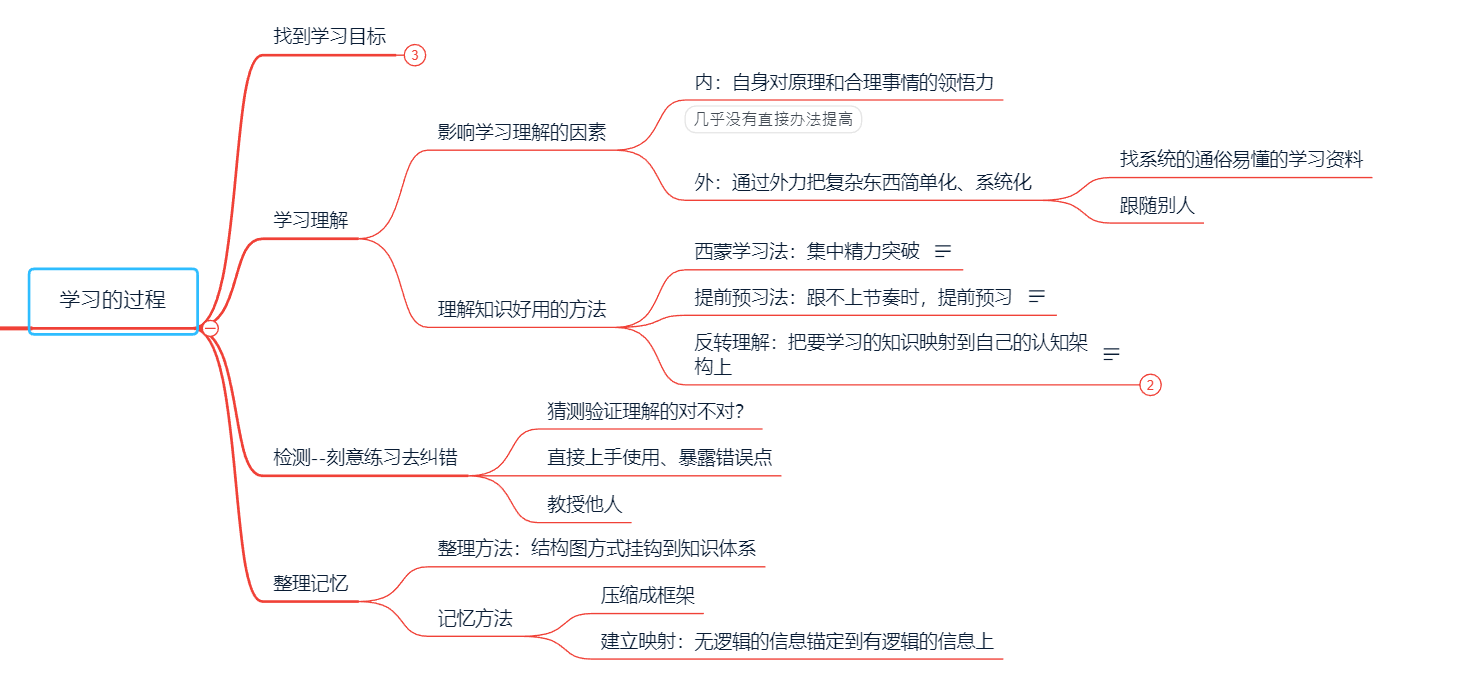 找到学习目标
3
内：自身对原理和合理事情的领悟力
几乎没有直接办法提高
影响学习理解的因素
找系统的通俗易懂的学习资料
外：通过外力把复杂东西简单化、系统化
跟随别人
学习理解
西蒙学习法：集中精力突破
学习的过程
提前预习法：跟不上节奏时，提前预习
理解知识好用的方法
反转理解：把要学习的知识映射到自己的认知架
构上
2
猜测验证理解的对不对？
检测--刻意练习去纠错
直接上手使用、暴露错误点
教授他人
整理方法：结构图方式挂钩到知识体系
整理记忆
压缩成框架
记忆方法
建立映射：无逻辑的信息锚定到有逻辑的信息上